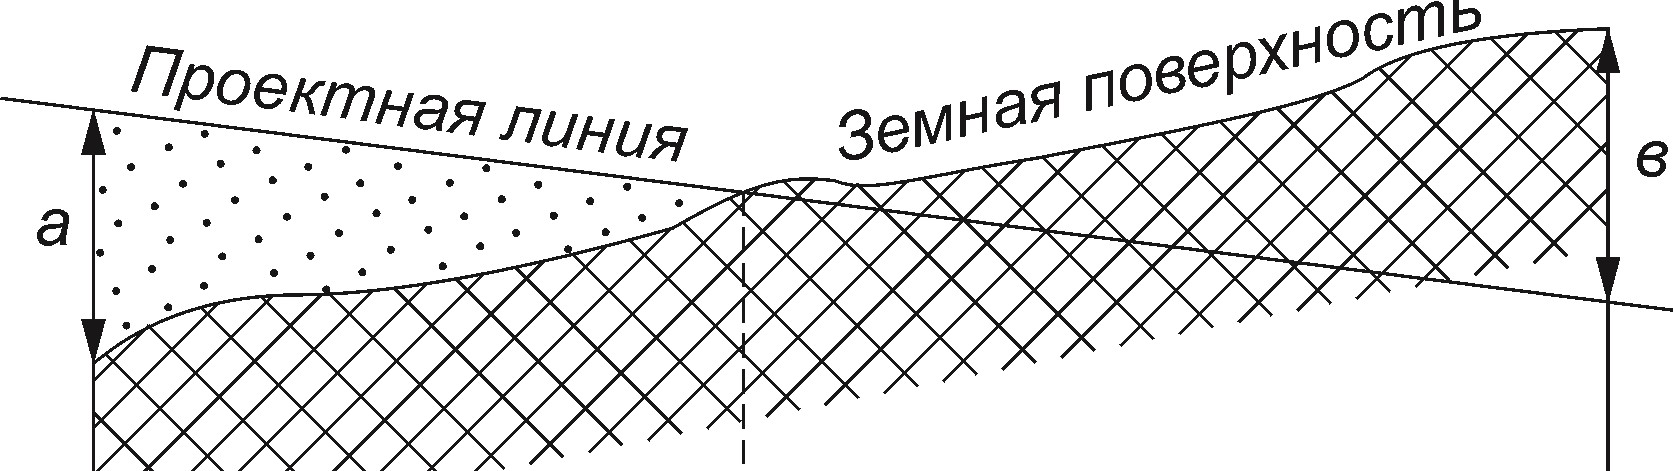 Проектная линия
Земная поверхность
а
в